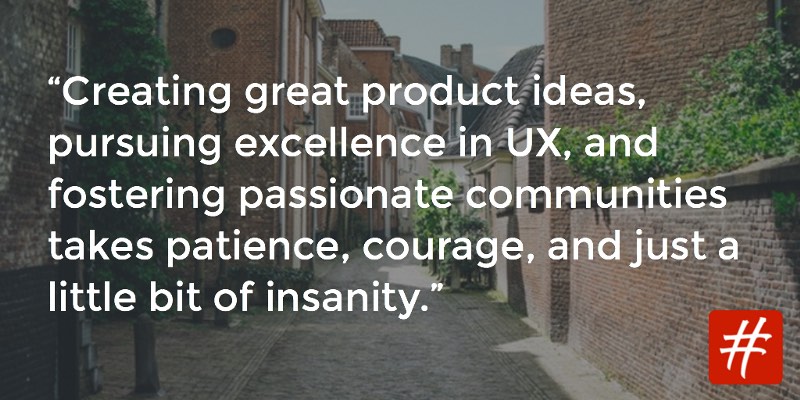 “Creating great product ideas,
pursuing excellence in UX, and
fostering passionate communities
takes patience, courage, and just a
little bit of insanity.”
#